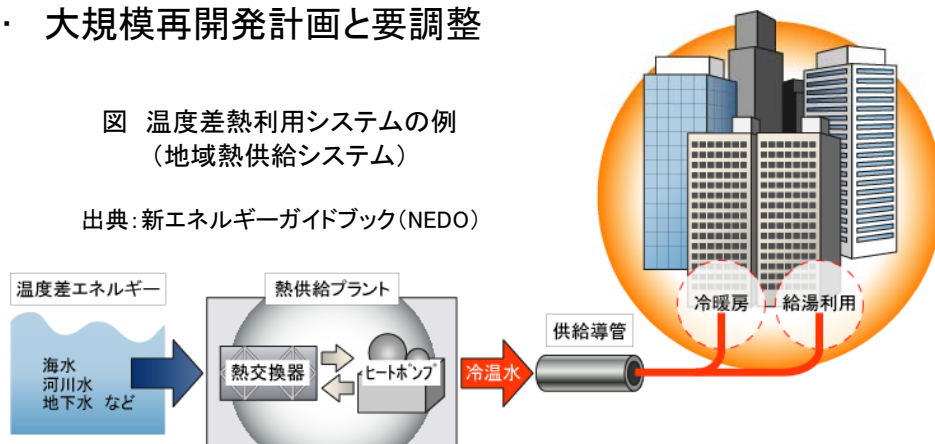 ・ 大規模再開発計画と要調整
図 温度差熱利用システムの例
（地域熱供給システム）
出典：新エネルギーガイドブック（NEDO）
温度差エネルギー
海水
河川水
地下水 など
熱供給プラント
熱交換器
ヒートポンプ
冷温水
供給導管
冷暖房
給湯利用